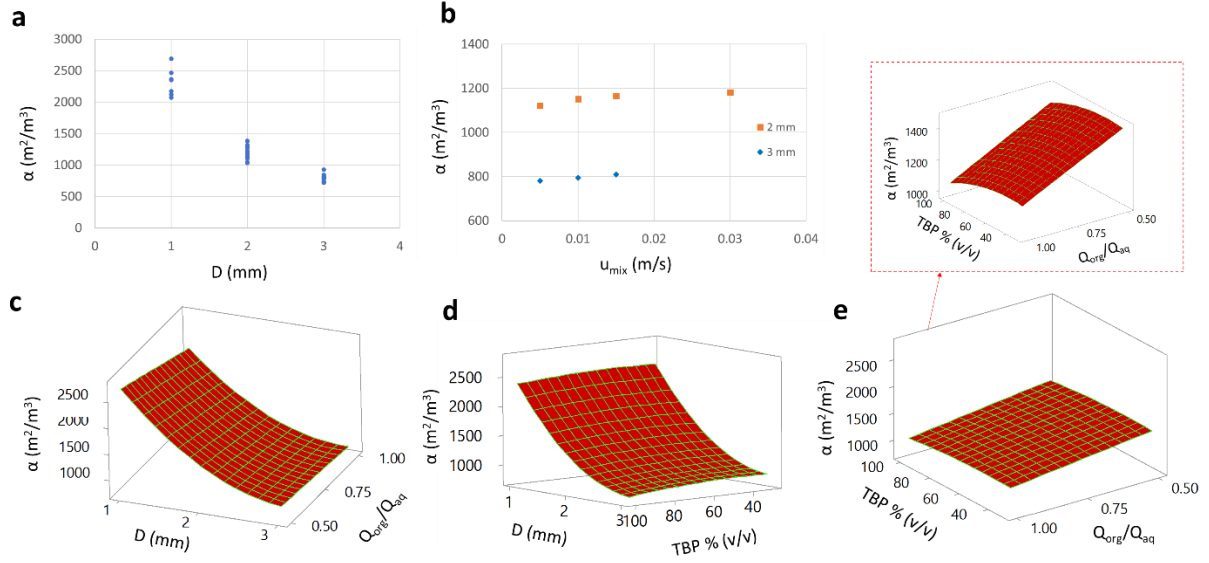 a
3000
2500
2000
1500
1000
500
0
α (m²/m³)
0 1 2 3 4
D (mm)
b
1400
1200
1000
800
600
α (m²/m³)
0 0.01 0.02 0.03 0.04
u_mix (m/s)
2 mm
3 mm
1400
1200
1000
α (m²/m³)
100
80
60
40
TBP % (v/v)
1.00
0.75
0.50
Q_org/Q_aq
c
2500
2000
1500
1000
α (m²/m³)
1
2
3
D (mm)
0.50
0.75
1.00
Q_org/Q_aq
d
2500
2000
1500
1000
α (m²/m³)
1
2
3
D (mm)
100
80
60
40
TBP % (v/v)
e
2500
2000
1500
1000
α (m²/m³)
100
80
60
40
TBP % (v/v)
1.00
0.75
0.50
Q_org/Q_aq